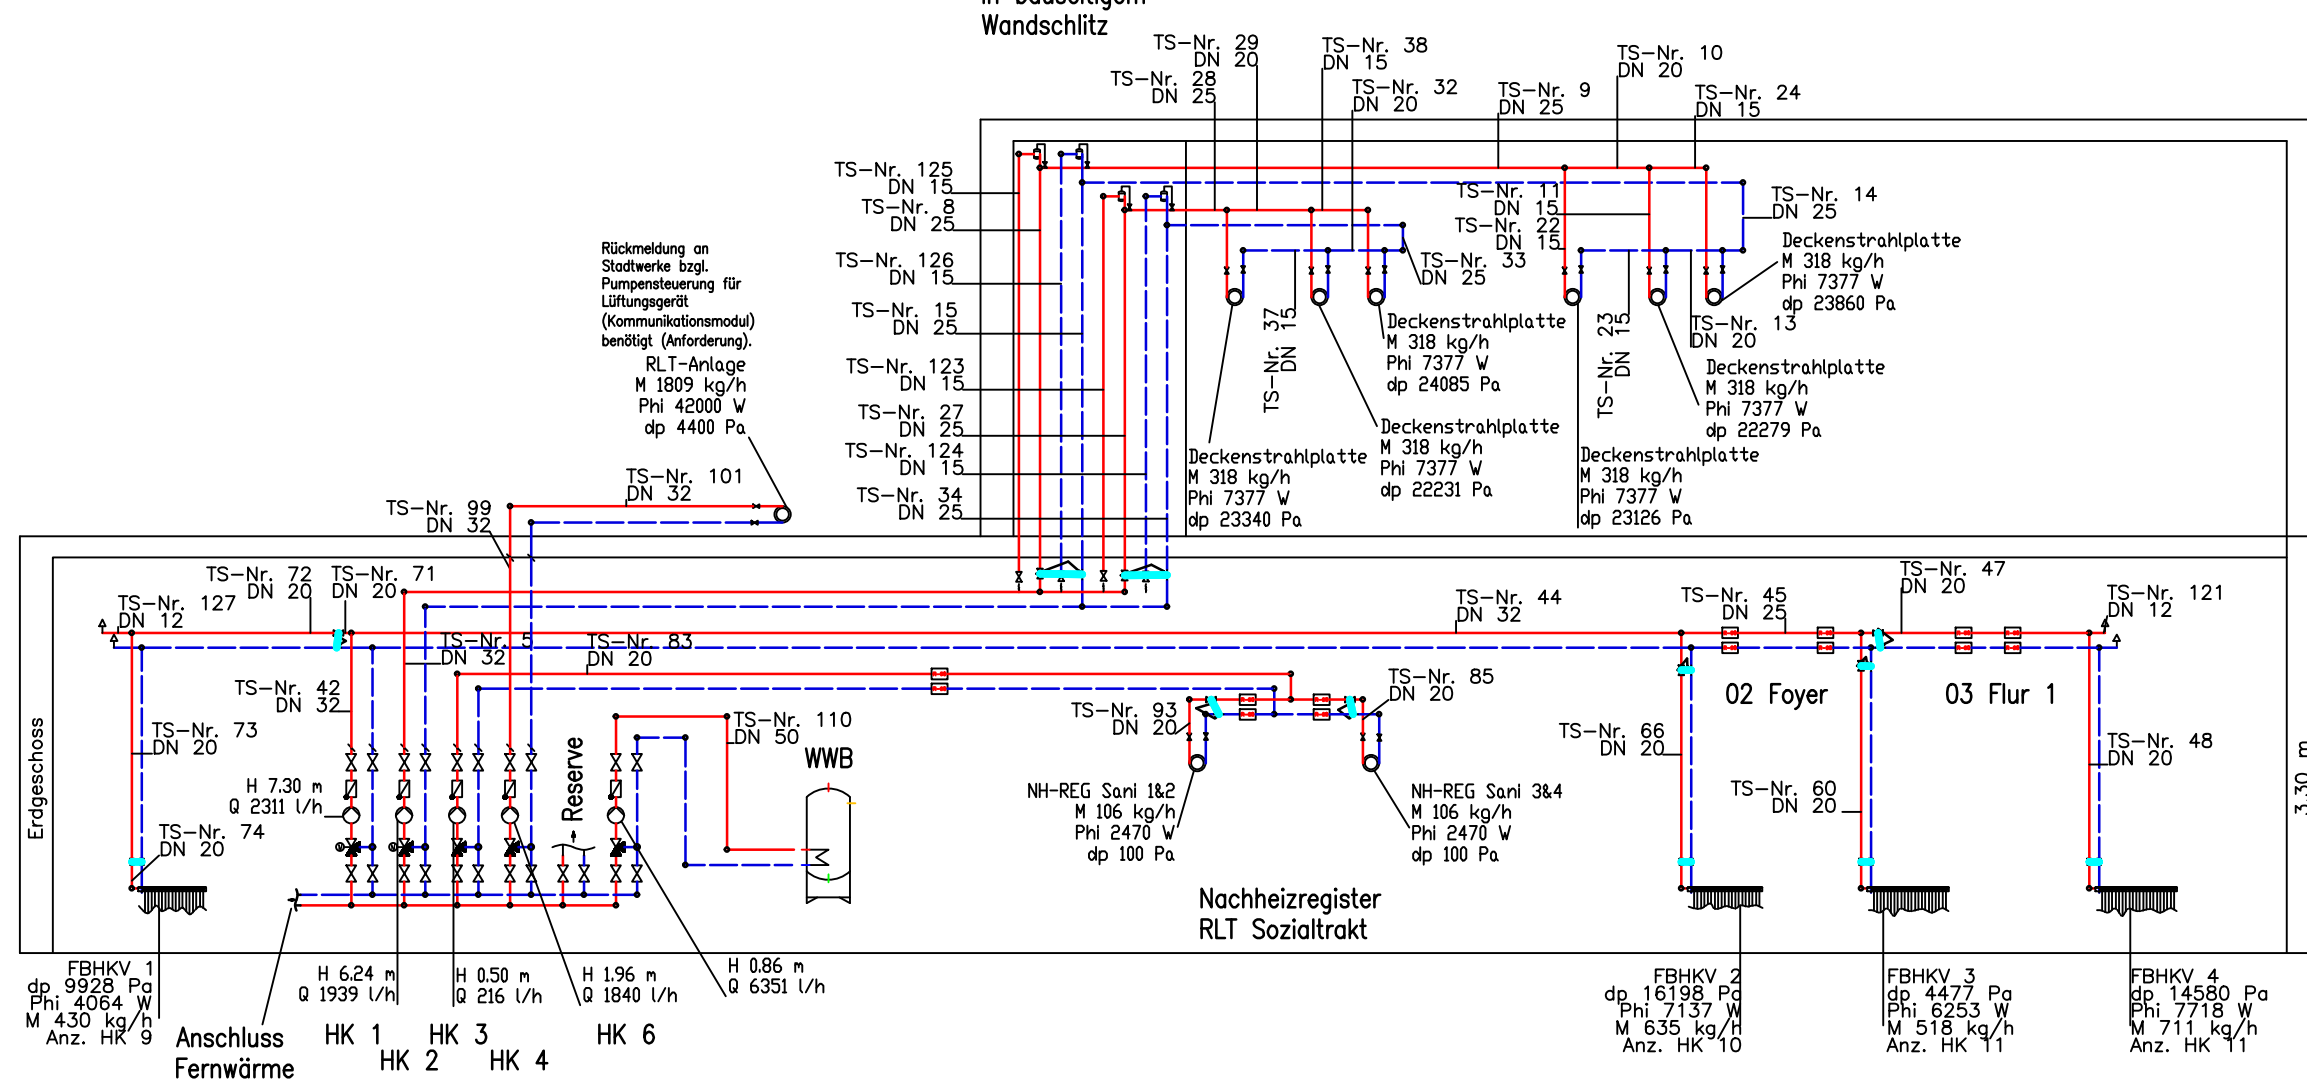 Wandschlitz
TS-Nr. 29
DN 20
TS-Nr. 38
DN 15
TS-Nr. 28
DN 25
TS-Nr. 32
DN 20
TS-Nr. 9
DN 25
TS-Nr. 10
DN 20
TS-Nr. 24
DN 15
TS-Nr. 125
DN 15
TS-Nr. 8
DN 25
TS-Nr. 126
DN 15
TS-Nr. 15
DN 25
TS-Nr. 123
DN 15
TS-Nr. 27
DN 25
TS-Nr. 124
DN 15
TS-Nr. 34
DN 25
TS-Nr. 11
DN 15
TS-Nr. 22
DN 15
TS-Nr. 14
DN 25
TS-Nr. 33
DN 25
TS-Nr. 37
DN 15
TS-Nr. 23
DN 15
TS-Nr. 13
DN 20
Deckenstrahlplatte
M 318 kg/h
Phi 7377 W
dp 23860 Pa
Deckenstrahlplatte
M 318 kg/h
Phi 7377 W
dp 24085 Pa
Deckenstrahlplatte
M 318 kg/h
Phi 7377 W
dp 22279 Pa
Deckenstrahlplatte
M 318 kg/h
Phi 7377 W
dp 22231 Pa
Deckenstrahlplatte
M 318 kg/h
Phi 7377 W
dp 23340 Pa
Deckenstrahlplatte
M 318 kg/h
Phi 7377 W
dp 23126 Pa
Rückmeldung an
Stadtwerke bzgl.
Pumpensteuerung für
Lüftungsgerät
(Kommunikationsmodul)
benötigt (Anforderung).
RLT-Anlage
M 1809 kg/h
Phi 42000 W
dp 4400 Pa
TS-Nr. 101
DN 32
TS-Nr. 99
DN 32
TS-Nr. 72
DN 20
TS-Nr. 71
DN 20
TS-Nr. 127
DN 12
TS-Nr. 5
DN 32
TS-Nr. 83
DN 20
TS-Nr. 44
DN 32
TS-Nr. 45
DN 25
TS-Nr. 47
DN 20
TS-Nr. 121
DN 12
TS-Nr. 42
DN 32
TS-Nr. 73
DN 20
TS-Nr. 74
DN 20
H 7.30 m
Q 2311 l/h
Reserve
TS-Nr. 110
DN 50
WWB
TS-Nr. 93
DN 20
TS-Nr. 85
DN 20
NH-REG Sani 1&2
M 106 kg/h
Phi 2470 W
dp 100 Pa
NH-REG Sani 3&4
M 106 kg/h
Phi 2470 W
dp 100 Pa
Nachheizregister
RLT Sozialtrakt
02 Foyer
03 Flur 1
TS-Nr. 66
DN 20
TS-Nr. 60
DN 20
TS-Nr. 48
DN 20
3.30 m
Erdgeschoss
FBHKV 1
dp 9928 Pa
Phi 4064 W
M 430 kg/h
Anz. HK 9
Anschluss
Fernwärme
H 6.24 m
Q 1939 l/h
H 0.50 m
Q 216 l/h
H 1.96 m
Q 1840 l/h
H 0.86 m
Q 6351 l/h
HK 1
HK 2
HK 3
HK 4
HK 6
FBHKV 2
dp 16198 Pa
Phi 7137 W
M 635 kg/h
Anz. HK 10
FBHKV 3
dp 4477 Pa
Phi 6253 W
M 518 kg/h
Anz. HK 11
FBHKV 4
dp 14580 Pa
Phi 7718 W
M 711 kg/h
Anz. HK 11